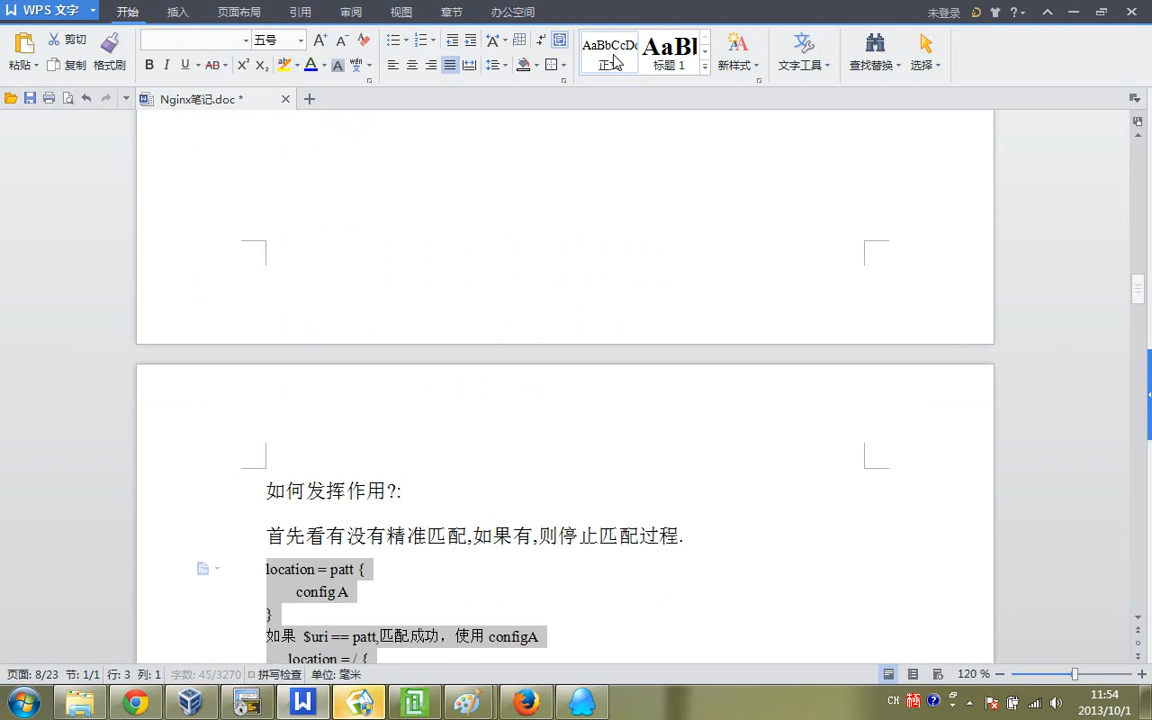 WPS 文字 开始 插入 页面布局 引用 审阅 视图 章节 办公空间 未登录
粘贴 剪切 复制 格式刷 五号 AaBbCcDc 正文 AaBl 标题 1 新样式 文字工具 查找替换 选择
Nginx笔记.doc *
如何发挥作用?:
首先看有没有精准匹配,如果有,则停止匹配过程.
location = patt {
config A
}
如果 $uri == patt,匹配成功，使用 configA
location = / {
页面: 8/23 节: 1/1 行: 3 列: 1 字数: 45/3270 拼写检查 单位: 毫米 120 %
CH 11:54
2013/10/1